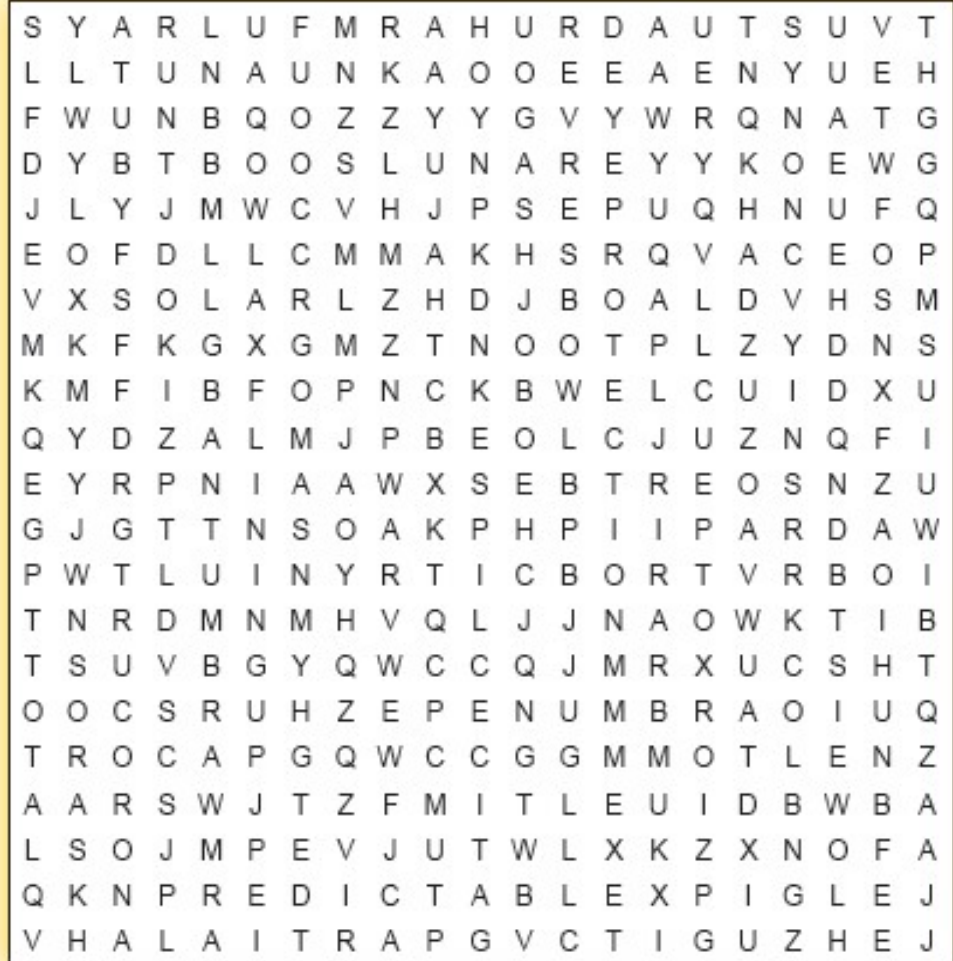 S Y A R L U F M R A H U R D A U T S U V T
L L T U N A U N K A O O E E A E N Y U E H
F W U N B Q O Z Z Y Y G V Y W R Q N A T G
D Y B T B O O S L U N A R E Y Y K O E W G
J L Y J M W C V H J P S E P U Q H N U F Q
E O F D L L C M M A K H S R Q V A C E O P
V X S O L A R L Z H D J B O A L D V H S M
M K F K G X G M Z T N O O T P L Z Y D N S
K M F I B F O P N C K B W E L C U I D X U
Q Y D Z A L M J P B E O L C J U Z N Q F I
E Y R P N I A A W X S E B T R E O S N Z U
G J G T T N S O A K P H P I I P A R D A W
P W T L U I N Y R T I C B O R T V R B O I
T N R D M N M H V Q L J J N A O W K T I B
T S U V B G Y Q W C C Q J M R X U C S H T
O O C S R U H Z E P E N U M B R A O I U Q
T R O C A P G Q W C C G G M M O T L E N Z
A A R S W J T Z F M I T L E U I D B W B A
L S O J M P E V J U T W L X K Z X N O F A
Q K N P R E D I C T A B L E X P I G L E J
V H A L A I T R A P G V C T I G U Z H E J